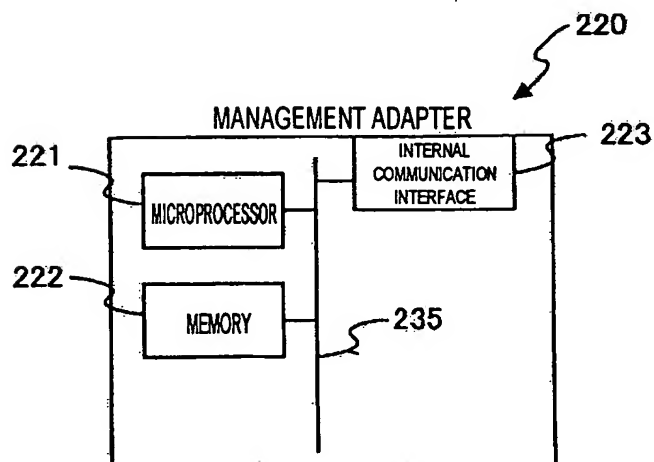 220
MANAGEMENT ADAPTER
221
223
INTERNAL
COMMUNICATION
INTERFACE
MICROPROCESSOR
222
MEMORY
235